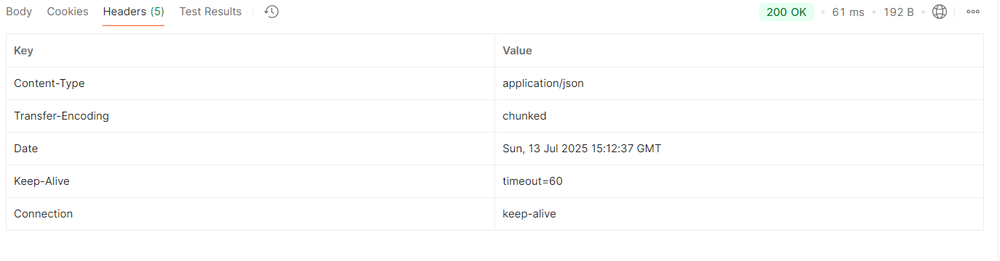 Body Cookies Headers (5) Test Results 200 OK 61 ms 192 B
Key Value
Content-Type application/json
Transfer-Encoding chunked
Date Sun, 13 Jul 2025 15:12:37 GMT
Keep-Alive timeout=60
Connection keep-alive